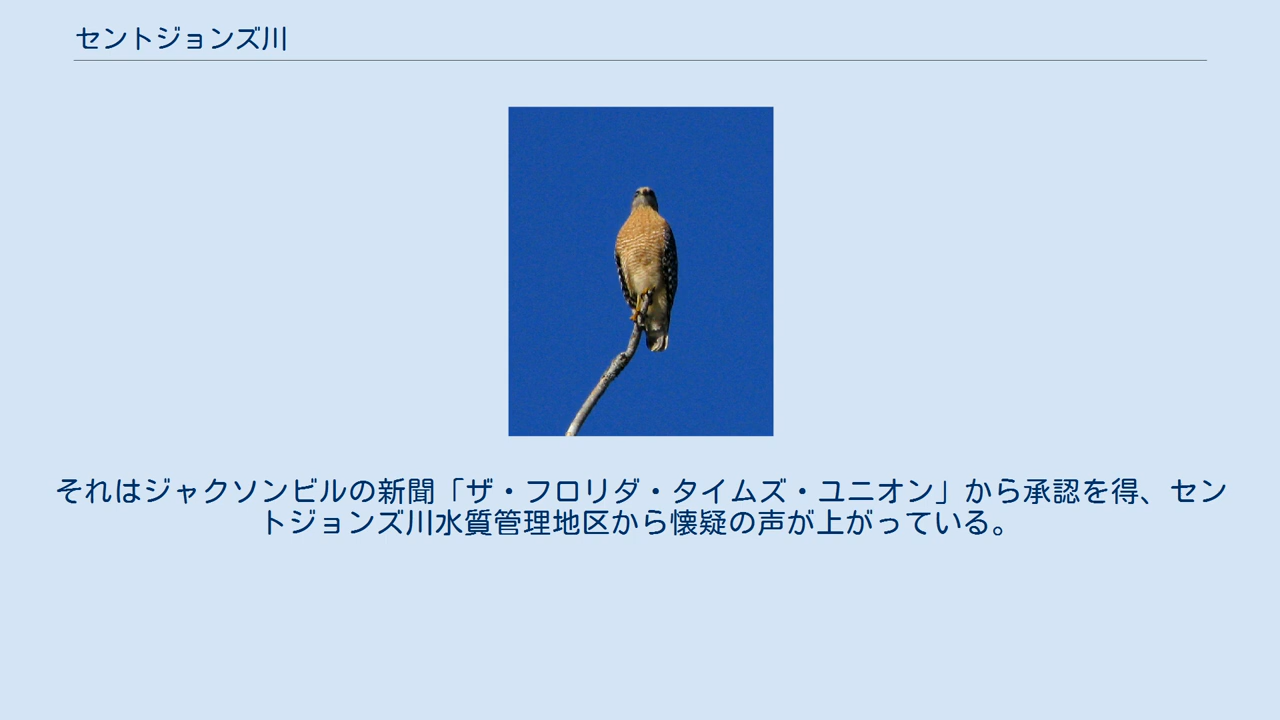 セントジョンズ川
それはジャクソンビルの新聞「ザ・フロリダ・タイムズ・ユニオン」から承認を得、セン
トジョンズ川水質管理地区から懐疑の声が上がっている。